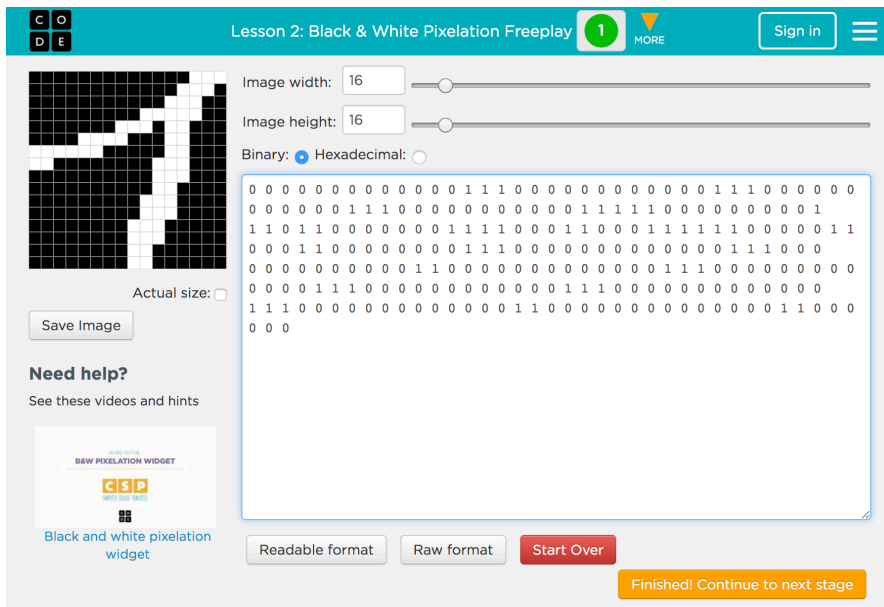 C O
D E
Lesson 2: Black & White Pixelation Freeplay
1
MORE
Sign in
Image width: 16
Image height: 16
Binary: Hexadecimal:
0 0 0 0 0 0 0 0 0 0 0 0 0 1 1 1 0 0 0 0 0 0 0 0 0 0 0 0 1 1 1 0 0 0 0 0 0
0 0 0 0 0 0 1 1 1 0 0 0 0 0 0 0 0 0 0 0 1 1 1 1 1 0 0 0 0 0 0 0 0 0 1
1 1 0 1 1 0 0 0 0 0 0 0 1 1 1 1 0 0 0 1 1 0 0 0 1 1 1 1 1 1 0 0 0 0 0 1 1
0 0 0 1 1 0 0 0 0 0 0 0 0 1 1 1 0 0 0 0 0 0 0 0 0 0 0 0 0 1 1 1 0 0 0
0 0 0 0 0 0 0 0 0 0 1 1 0 0 0 0 0 0 0 0 0 0 0 0 0 1 1 1 0 0 0 0 0 0 0 0 0
0 0 0 0 1 1 1 0 0 0 0 0 0 0 0 0 0 0 0 1 1 1 0 0 0 0 0 0 0 0 0 0 0 0 0
1 1 1 0 0 0 0 0 0 0 0 0 0 0 0 0 1 1 0 0 0 0 0 0 0 0 0 0 0 0 0 0 1 1 0 0 0
0 0 0
Actual size:
Save Image
Need help?
See these videos and hints
INTRO TO THE
B&W PIXELATION WIDGET
CSP
COMPUTER SCIENCE PRINCIPLES
C O
D E
Black and white pixelation
widget
Readable format
Raw format
Start Over
Finished! Continue to next stage